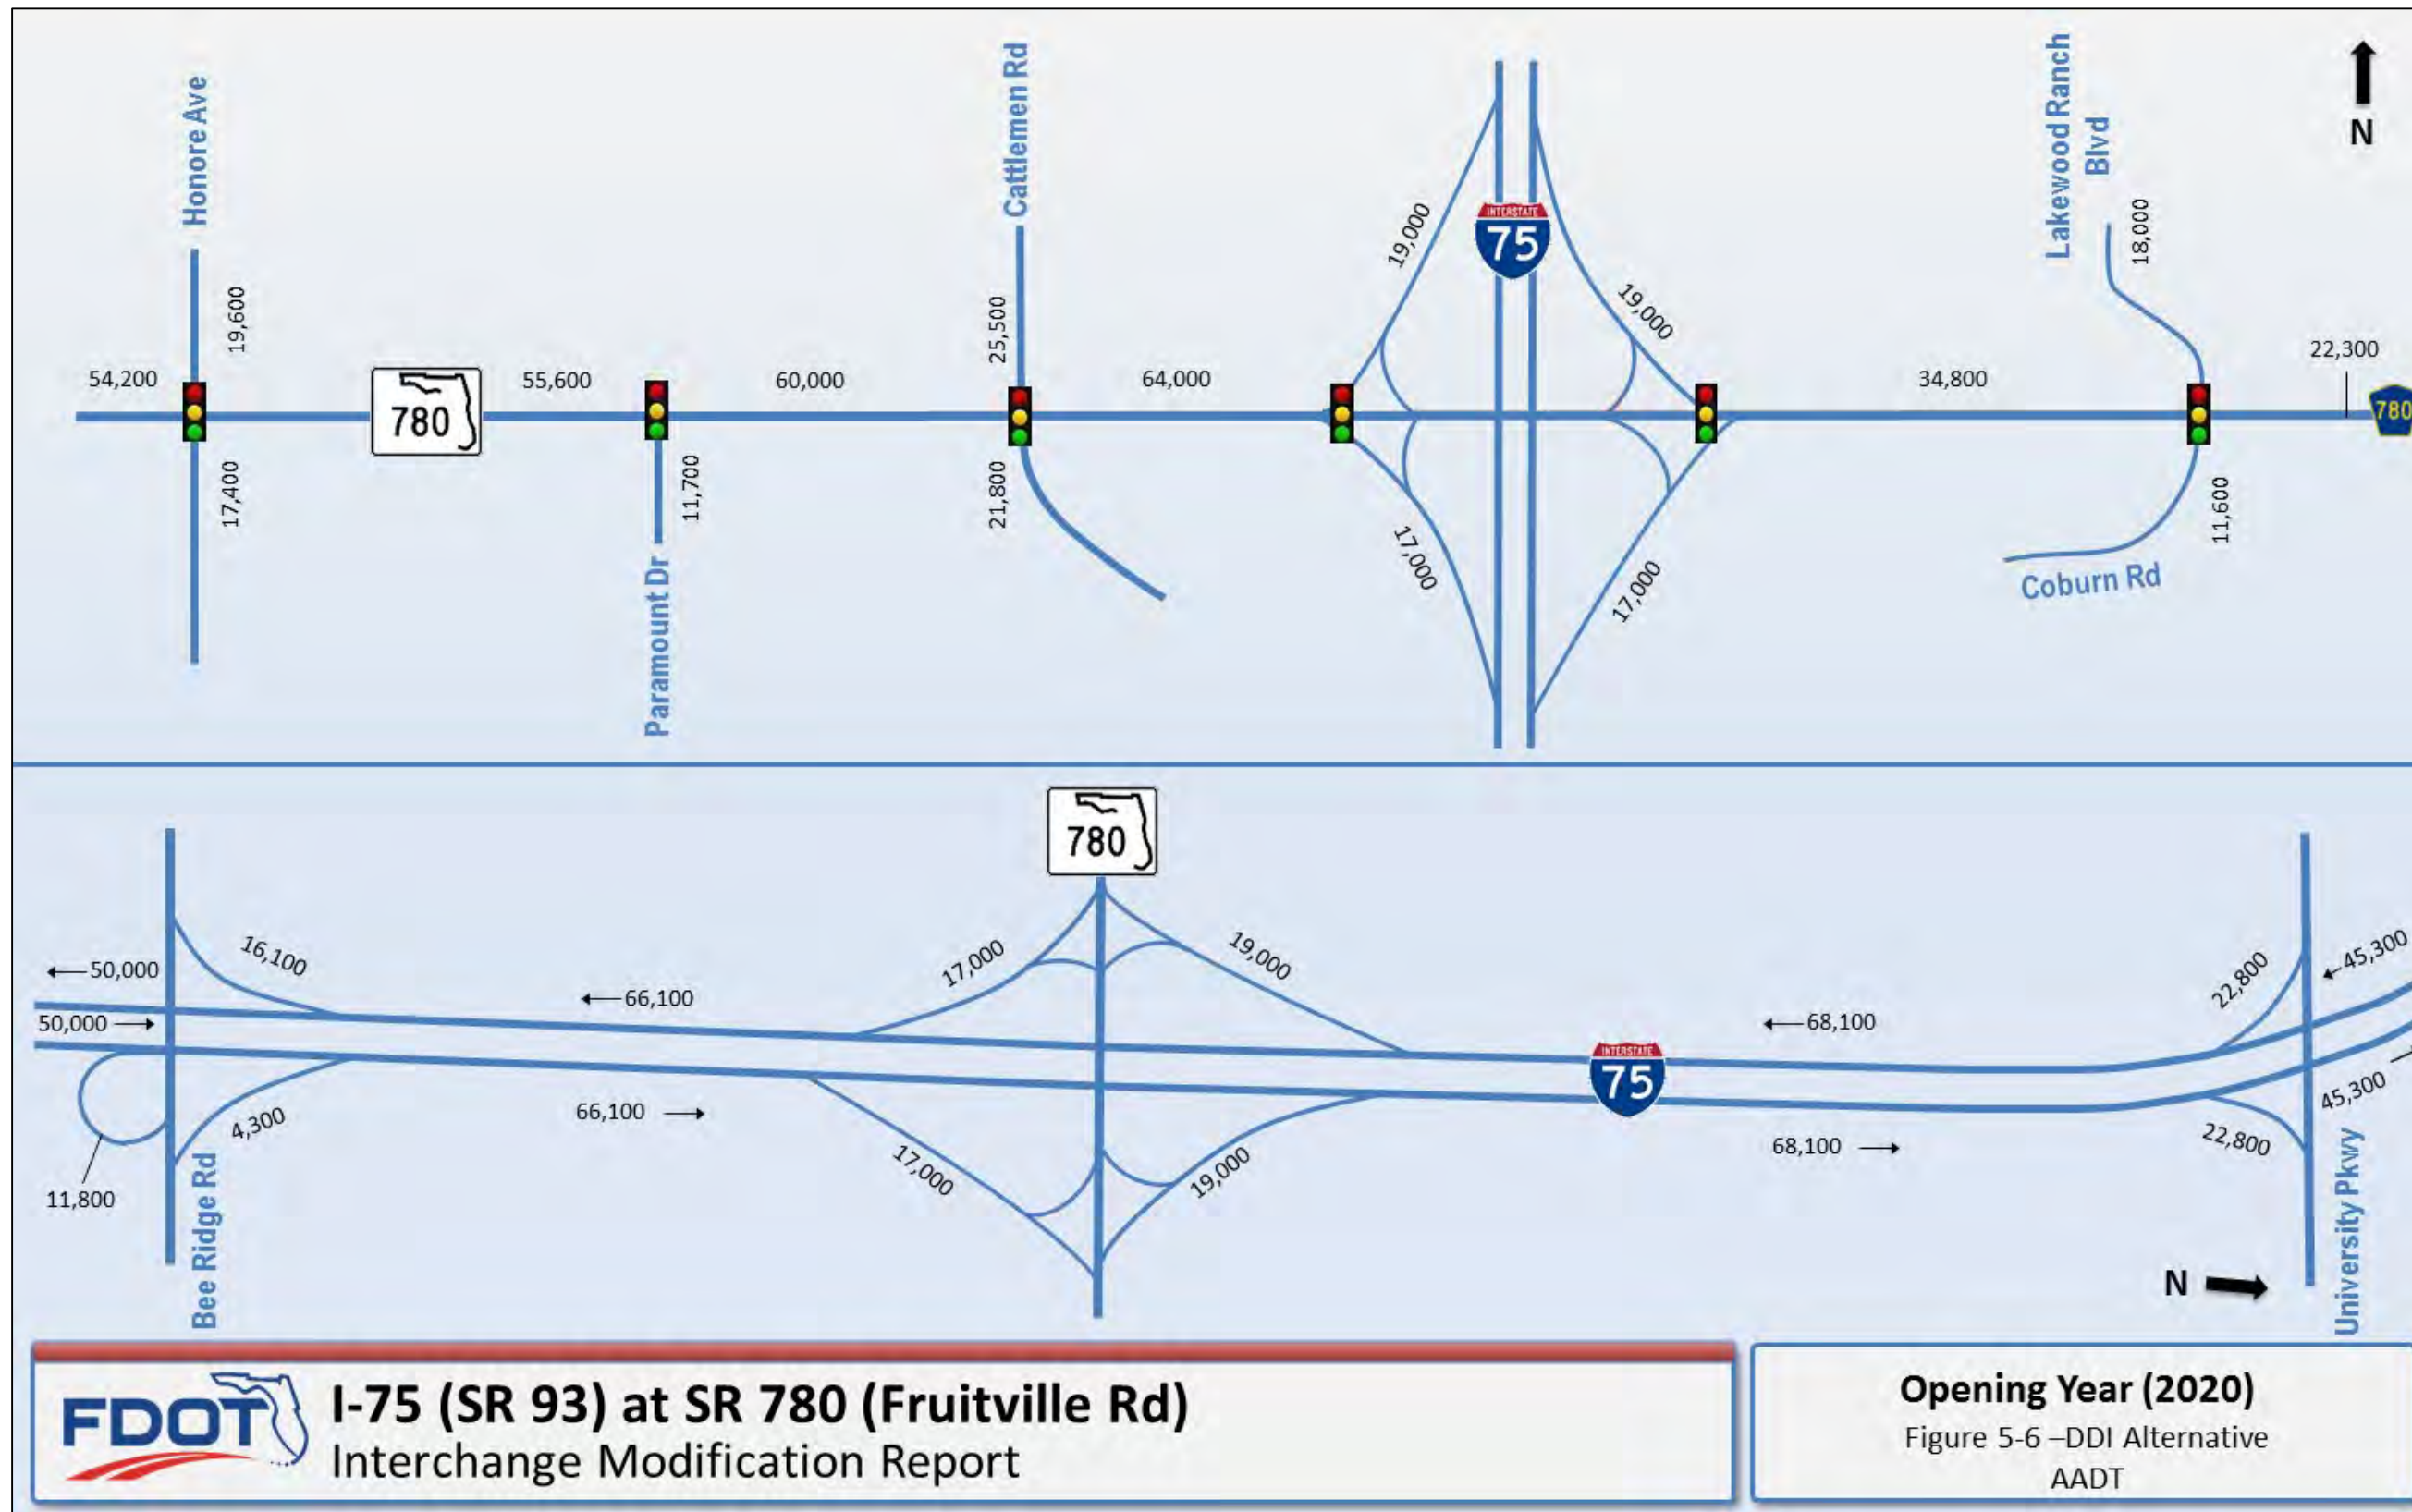 Honore Ave
Cattlemen Rd
Lakewood Ranch
Blvd
N
19,600
25,500
19,000
INTERSTATE
75
19,000
18,000
54,200
780
55,600
60,000
64,000
34,800
22,300
780
17,400
11,700
21,800
17,000
17,000
11,600
Coburn Rd
Paramount Dr
780
16,100
17,000
19,000
22,800
45,300
50,000
66,100
68,100
50,000
INTERSTATE
75
4,300
66,100
68,100
45,300
11,800
17,000
19,000
22,800
Bee Ridge Rd
University Pkwy
N
FDOT
I-75 (SR 93) at SR 780 (Fruitville Rd)
Interchange Modification Report
Opening Year (2020)
Figure 5-6 –DDI Alternative
AADT